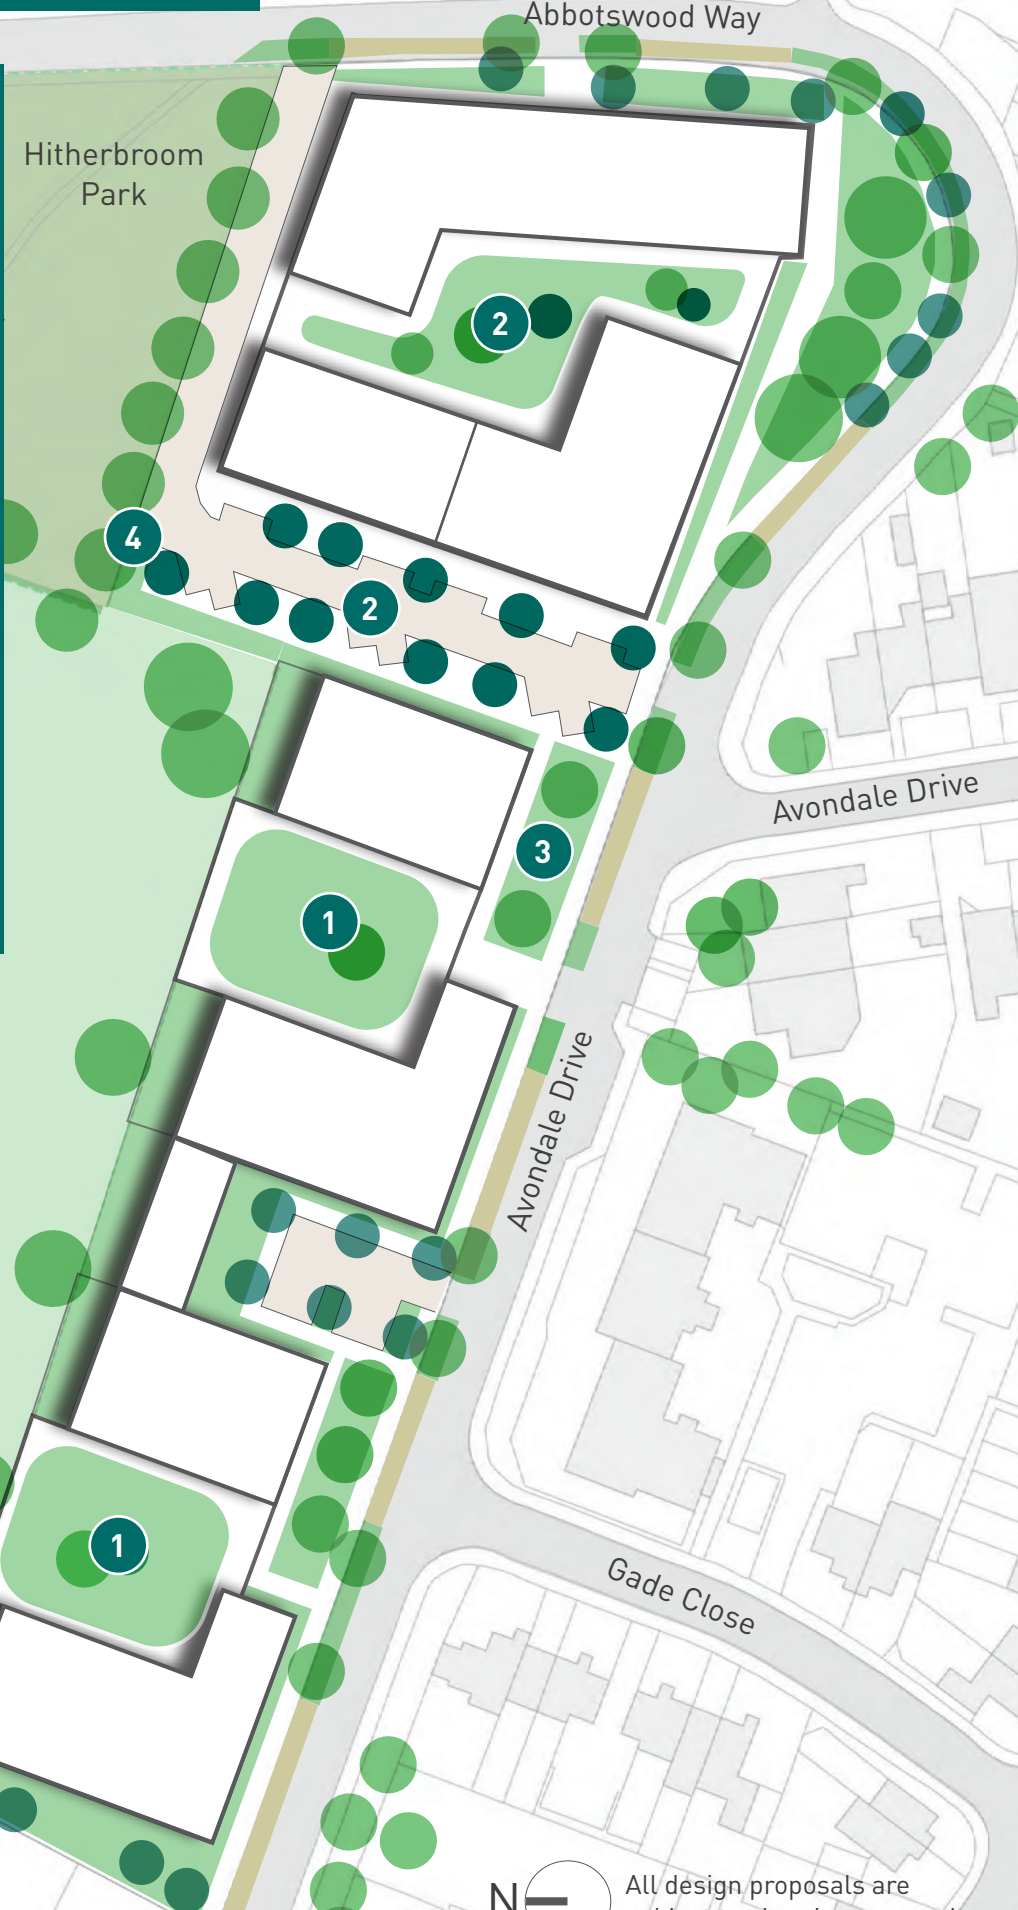 Abbotswood Way
Hitherbroom
Park
2
4
2
Avondale Drive
3
1
Avondale Drive
1
Gade Close
N
All design proposals are